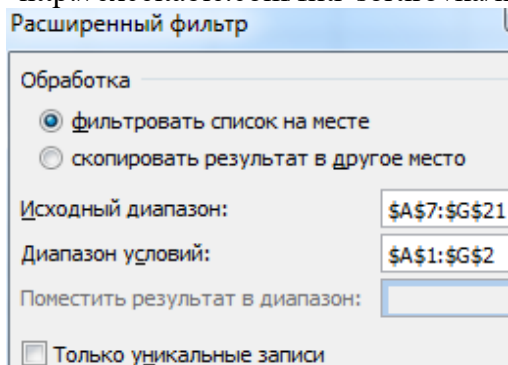 Расширенный фильтр
Обработка
фильтровать список на месте
скопировать результат в другое место
Исходный диапазон: $A$7:$G$21
Диапазон условий: $A$1:$G$2
Поместить результат в диапазон:
Только уникальные записи